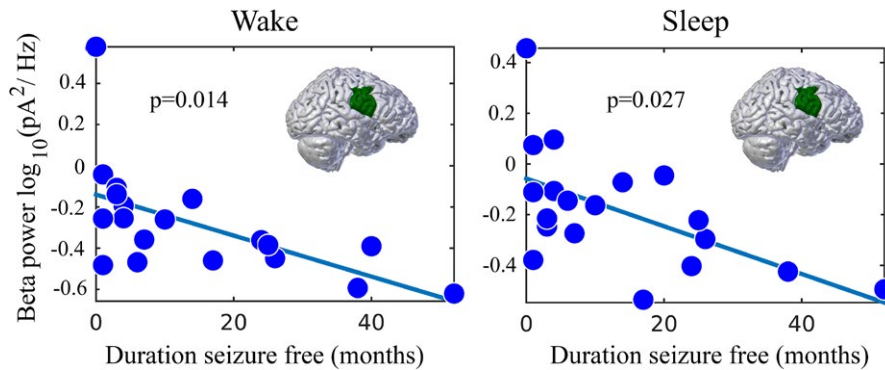 Wake
Beta power log10(pA2/ Hz)
0.4
0.2
0
-0.2
-0.4
-0.6
p=0.014
0
20
40
Duration seizure free (months)
Sleep
0.4
0.2
0
-0.2
-0.4
p=0.027
0
20
40
Duration seizure free (months)